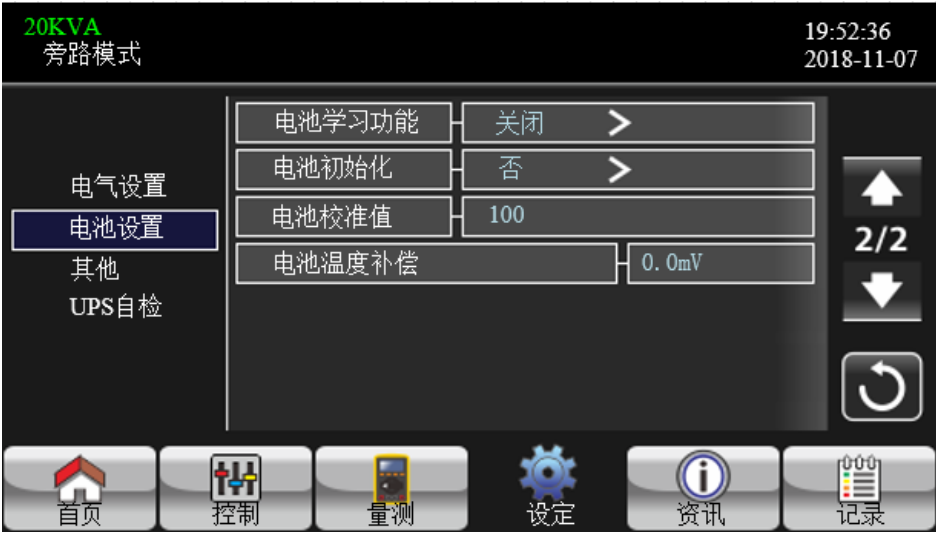 20KVA
旁路模式
19:52:36
2018-11-07
电气设置
电池设置
其他
UPS自检
电池学习功能 关闭 >
电池初始化 否 >
电池校准值 100
电池温度补偿 0.0mV
2/2
首页 控制 量测 设定 资讯 记录